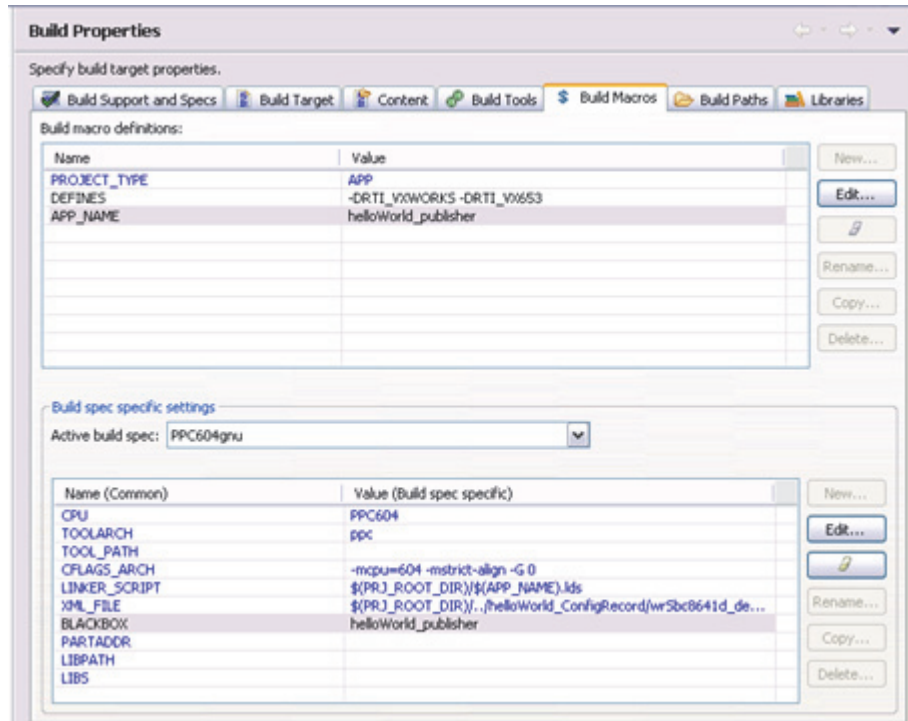 Build Properties
Specify build target properties.
Build Support and Specs Build Target Content Build Tools $ Build Macros Build Paths Libraries
Build macro definitions:
Name Value New...
PROJECT_TYPE APP
DEFINES -DRTI_VXWORKS -DRTI_VX653 Edit...
APP_NAME helloWorld_publisher
Rename...
Copy...
Delete...
Build spec specific settings
Active build spec: PPC604gnu
Name (Common) Value (Build spec specific) New...
CPU PPC604
TOOLARCH ppc Edit...
TOOL_PATH
CFLAGS_ARCH -mcpu=604 -mstrict-align -G 0
LINKER_SCRIPT $(PRJ_ROOT_DIR)/$(APP_NAME).lds
XML_FILE $(PRJ_ROOT_DIR)/../helloWorld_ConfigRecord/wrSbc8641d_de... Rename...
BLACKBOX helloWorld_publisher
PARTADDR Copy...
LIBPATH
LIBS Delete...